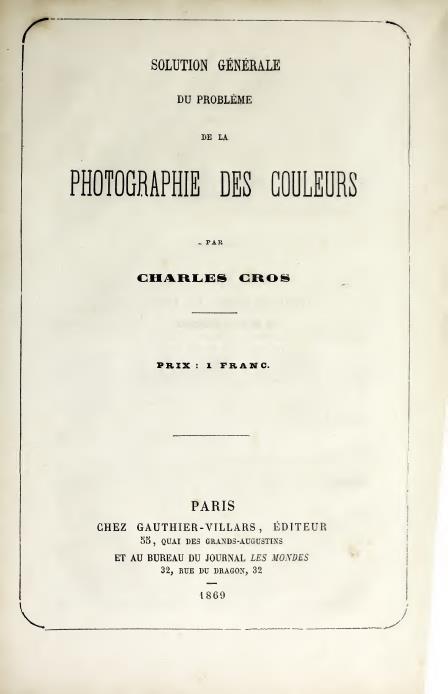 SOLUTION GÉNÉRALE
DU PROBLÈME
DE LA
PHOTOGRAPHIE DES COULEURS
PAR
CHARLES CROS
PRIX : 1 FRANC.
PARIS
CHEZ GAUTHIER-VILLARS, ÉDITEUR
55, QUAI DES GRANDS-AUGUSTINS
ET AU BUREAU DU JOURNAL LES MONDES
32, RUE DU DRAGON, 32
1869